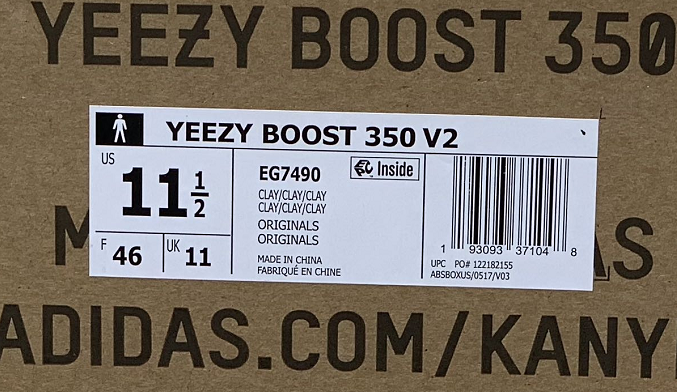 YEEZY BOOST 350
YEEZY BOOST 350 V2
US
11 1/2
F 46
UK 11
EG7490
Inside
CLAY/CLAY/CLAY
CLAY/CLAY/CLAY
ORIGINALS
ORIGINALS
MADE IN CHINA
FABRIQUÉ EN CHINE
1 93093 37104 8
UPC PO# 122182155
ABSBOXUS/0517/V03
M AS
ADIDAS.COM/KANY